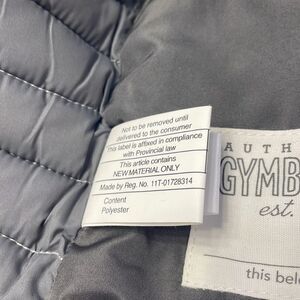 Not to be removed until
delivered to the consumer
This label is affixed in compliance
with Provincial law
This article contains
NEW MATERIAL ONLY
Made by Reg. No. 11T-01728314
Content
Polyester
AUTH
GYMB
est.
this bel